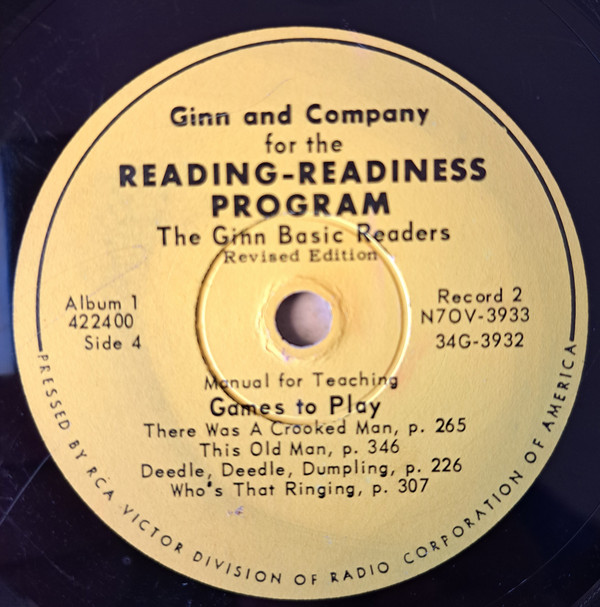 Ginn and Company
for the
READING-READINESS
PROGRAM
The Ginn Basic Readers
Revised Edition
Album 1
422400
Side 4
Record 2
N7OV-3933
34G-3932
Manual for Teaching
Games to Play
There Was A Crooked Man, p. 265
This Old Man, p. 346
Deedle, Deedle, Dumpling, p. 226
Who's That Ringing, p. 307
PRESSED BY RCA VICTOR DIVISION OF RADIO CORPORATION OF AMERICA